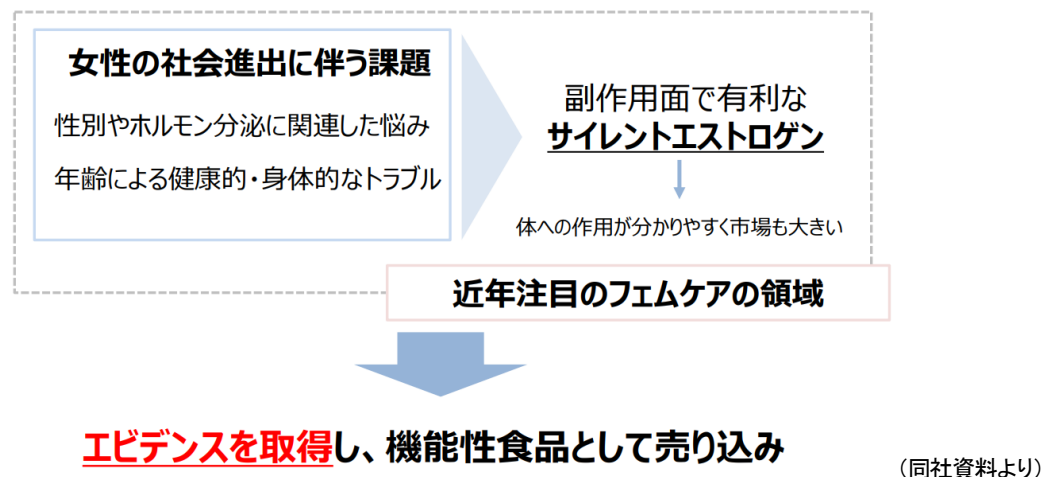 女性の社会進出に伴う課題
性別やホルモン分泌に関連した悩み
年齢による健康的・身体的なトラブル
副作用面で有利な
サイレントエストロゲン
体への作用が分かりやすく市場も大きい
近年注目のフェムケアの領域
エビデンスを取得し、機能性食品として売り込み
(同社資料より)